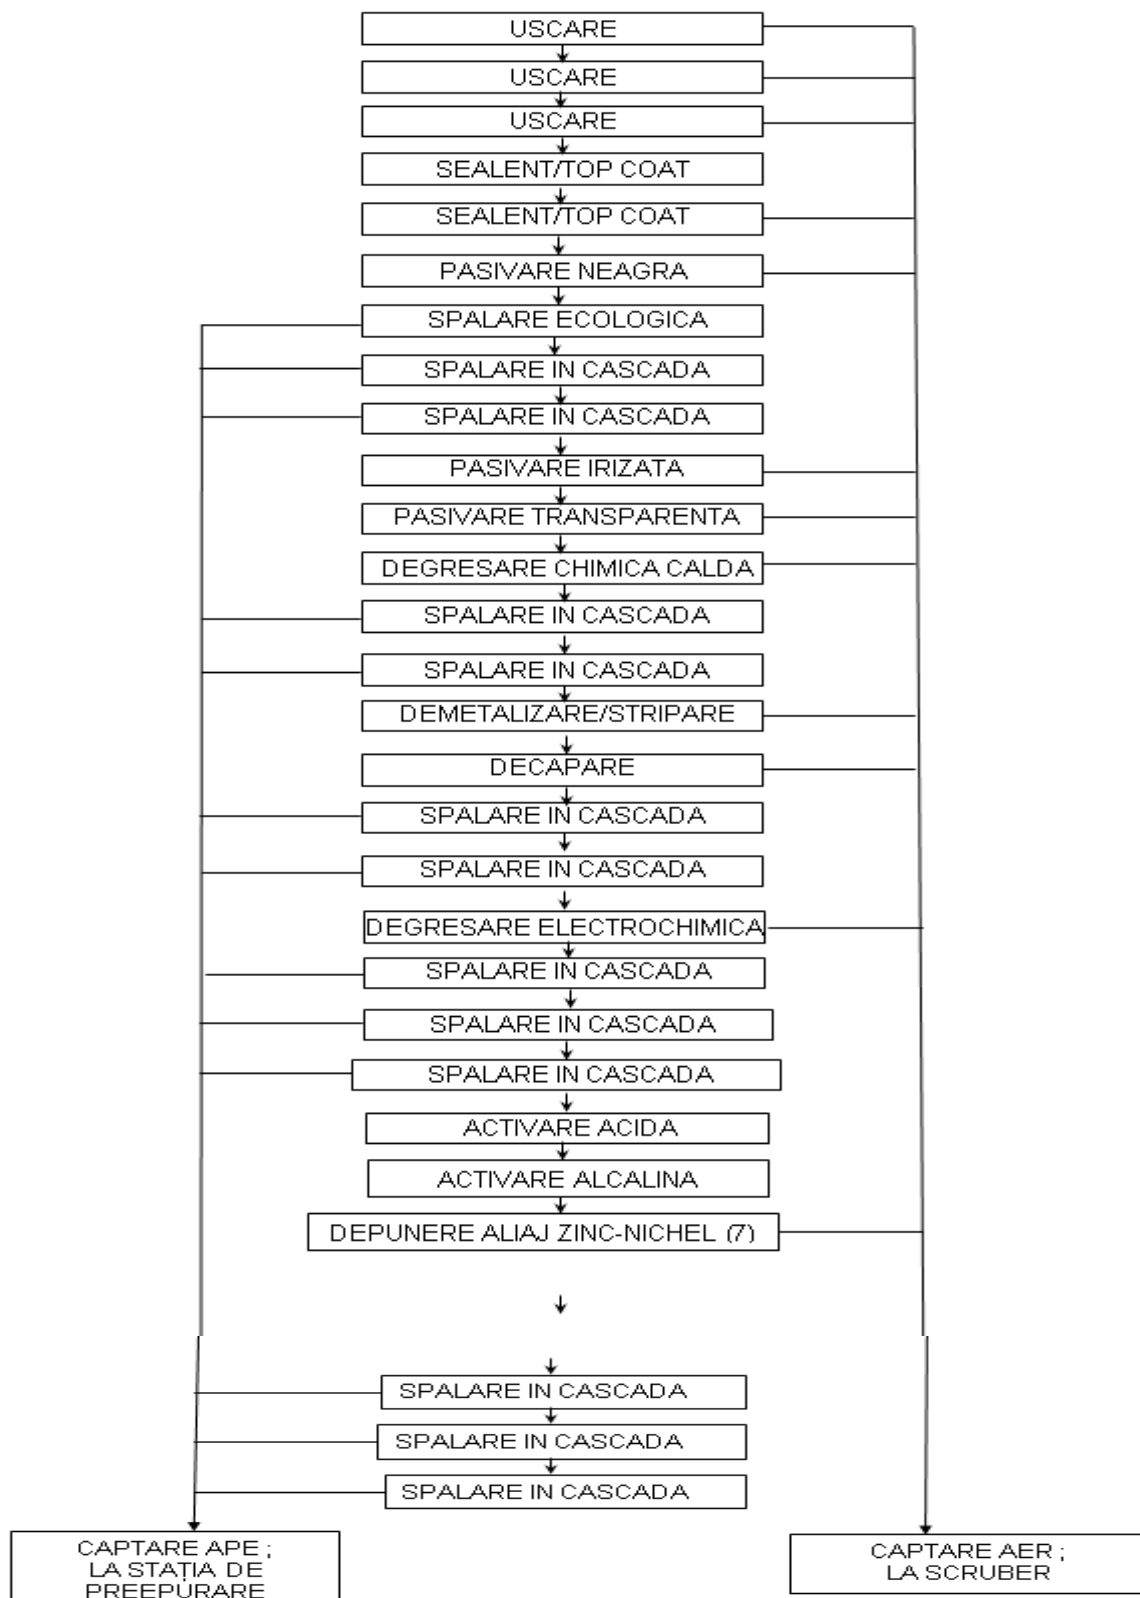 USCARE
USCARE
USCARE
SEALENT/TOP COAT
SEALENT/TOP COAT
PASIVARE NEAGRA
SPALARE ECOLOGICA
SPALARE IN CASCADA
SPALARE IN CASCADA
PASIVARE IRIZATA
PASIVARE TRANSPARENTA
DEGRESARE CHIMICA CALDA
SPALARE IN CASCADA
SPALARE IN CASCADA
DEMETALIZARE/STRIPARE
DECAPARE
SPALARE IN CASCADA
SPALARE IN CASCADA
DEGRESARE ELECTROCHIMICA
SPALARE IN CASCADA
SPALARE IN CASCADA
SPALARE IN CASCADA
ACTIVARE ACIDA
ACTIVARE ALCALINA
DEPUNERE ALIAJ ZINC-NICHEL (7)
SPALARE IN CASCADA
SPALARE IN CASCADA
SPALARE IN CASCADA
CAPTARE APE ;
LA STAȚIA DE
PREEPURARE
CAPTARE AER ;
LA SCRUBER